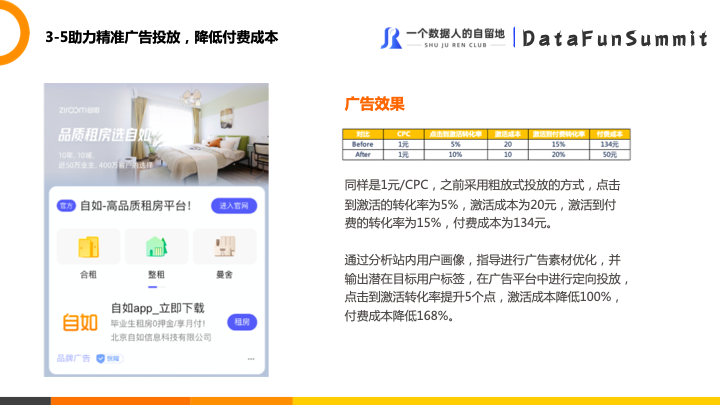 3-5助力精准广告投放，降低付费成本
一个数据人的自留地
SHU JU REN CLUB
DataFunSummit
ziroom自如
品质租房选自如
10年，10城，
近50万业主，400万自如客的选择
官方 自如-高品质租房平台！ 进入官网
合租 整租 曼舍
自如
自如app_立即下载
毕业生租房0押金/享月付！
北京自如信息科技有限公司
租房
品牌广告 保障
广告效果
对比 CPC 点击到激活转化率 激活成本 激活到付费转化率 付费成本
Before 1元 5% 20 15% 134元
After 1元 10% 10 20% 50元
同样是1元/CPC，之前采用粗放式投放的方式，点击
到激活的转化率为5%，激活成本为20元，激活到付
费的转化率为15%，付费成本为134元。
通过分析站内用户画像，指导进行广告素材优化，并
输出潜在目标用户标签，在广告平台中进行定向投放，
点击到激活转化率提升5个点，激活成本降低100%，
付费成本降低168%。